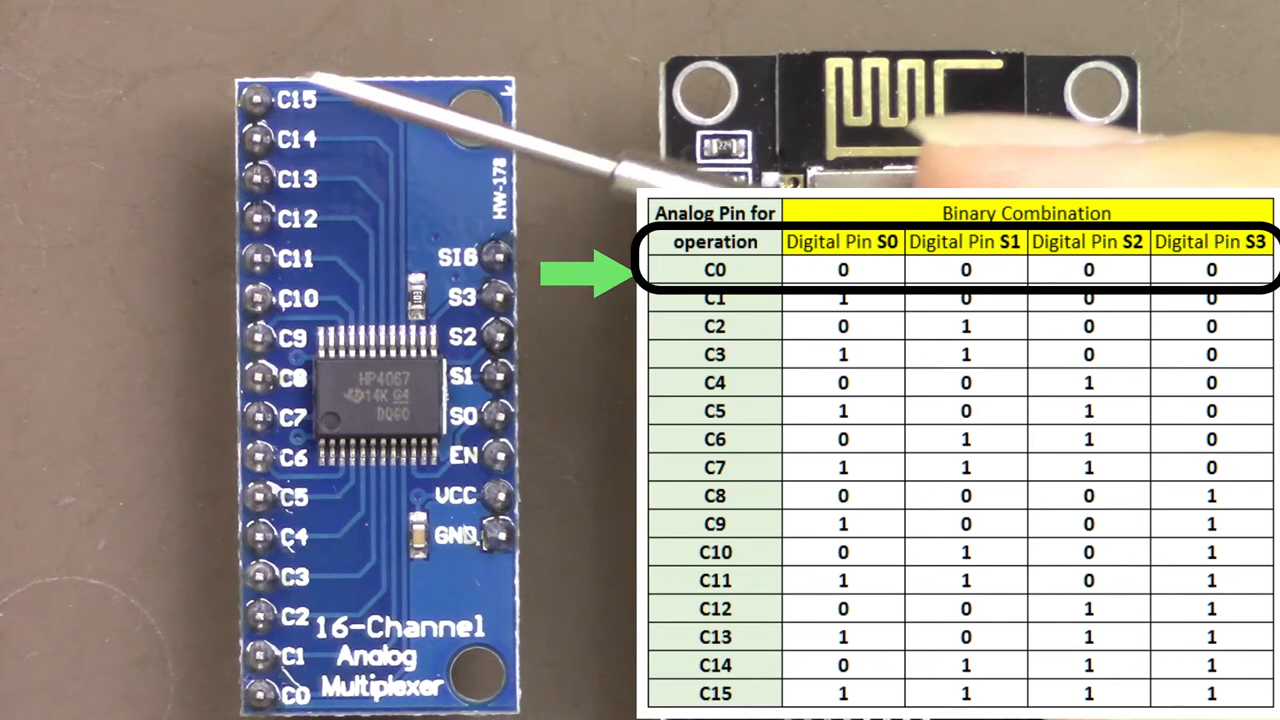 C15
C14
C13
C12
C11
C10
C9
C8
C7
C6
C5
C4
C3
C2
C1
C0
HW-178
SIG
S3
S2
S1
S0
EN
VCC
GND
HP4067
14K G4
16-Channel
Analog
Multiplexer
224
Analog Pin for operation Binary Combination
Digital Pin S0 Digital Pin S1 Digital Pin S2 Digital Pin S3
C0 0 0 0 0
C1 1 0 0 0
C2 0 1 0 0
C3 1 1 0 0
C4 0 0 1 0
C5 1 0 1 0
C6 0 1 1 0
C7 1 1 1 0
C8 0 0 0 1
C9 1 0 0 1
C10 0 1 0 1
C11 1 1 0 1
C12 0 0 1 1
C13 1 0 1 1
C14 0 1 1 1
C15 1 1 1 1